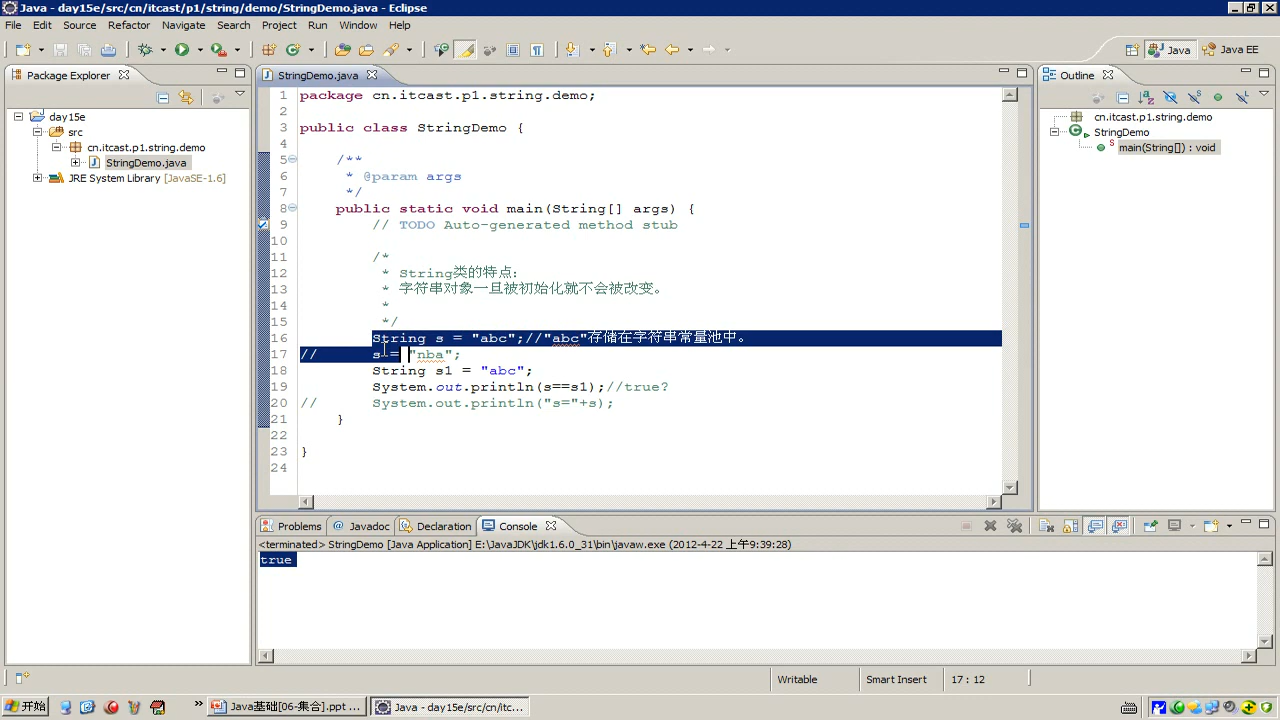 Java - day15e/src/cn/itcast/p1/string/demo/StringDemo.java - Eclipse
File Edit Source Refactor Navigate Search Project Run Window Help
Java Java EE
Package Explorer
day15e
src
cn.itcast.p1.string.demo
StringDemo.java
JRE System Library [JavaSE-1.6]
StringDemo.java
1 package cn.itcast.p1.string.demo;
2
3 public class StringDemo {
4
5 /**
6 * @param args
7 */
8 public static void main(String[] args) {
9 // TODO Auto-generated method stub
10
11 /*
12 * String类的特点:
13 * 字符串对象一旦被初始化就不会被改变。
14 *
15 */
16 String s = "abc";//"abc"存储在字符串常量池中。
17 // s = "nba";
18 String s1 = "abc";
19 System.out.println(s==s1);//true?
20 // System.out.println("s="+s);
21 }
22
23 }
24
Outline
cn.itcast.p1.string.demo
StringDemo
main(String[]) : void
Problems Javadoc Declaration Console
<terminated> StringDemo [Java Application] E:\JavaJDK\jdk1.6.0_31\bin\javaw.exe (2012-4-22 上午9:39:28)
true
Writable Smart Insert 17 : 12
开始 Java基础[06-集合].ppt ... Java - day15e/src/cn/itc...